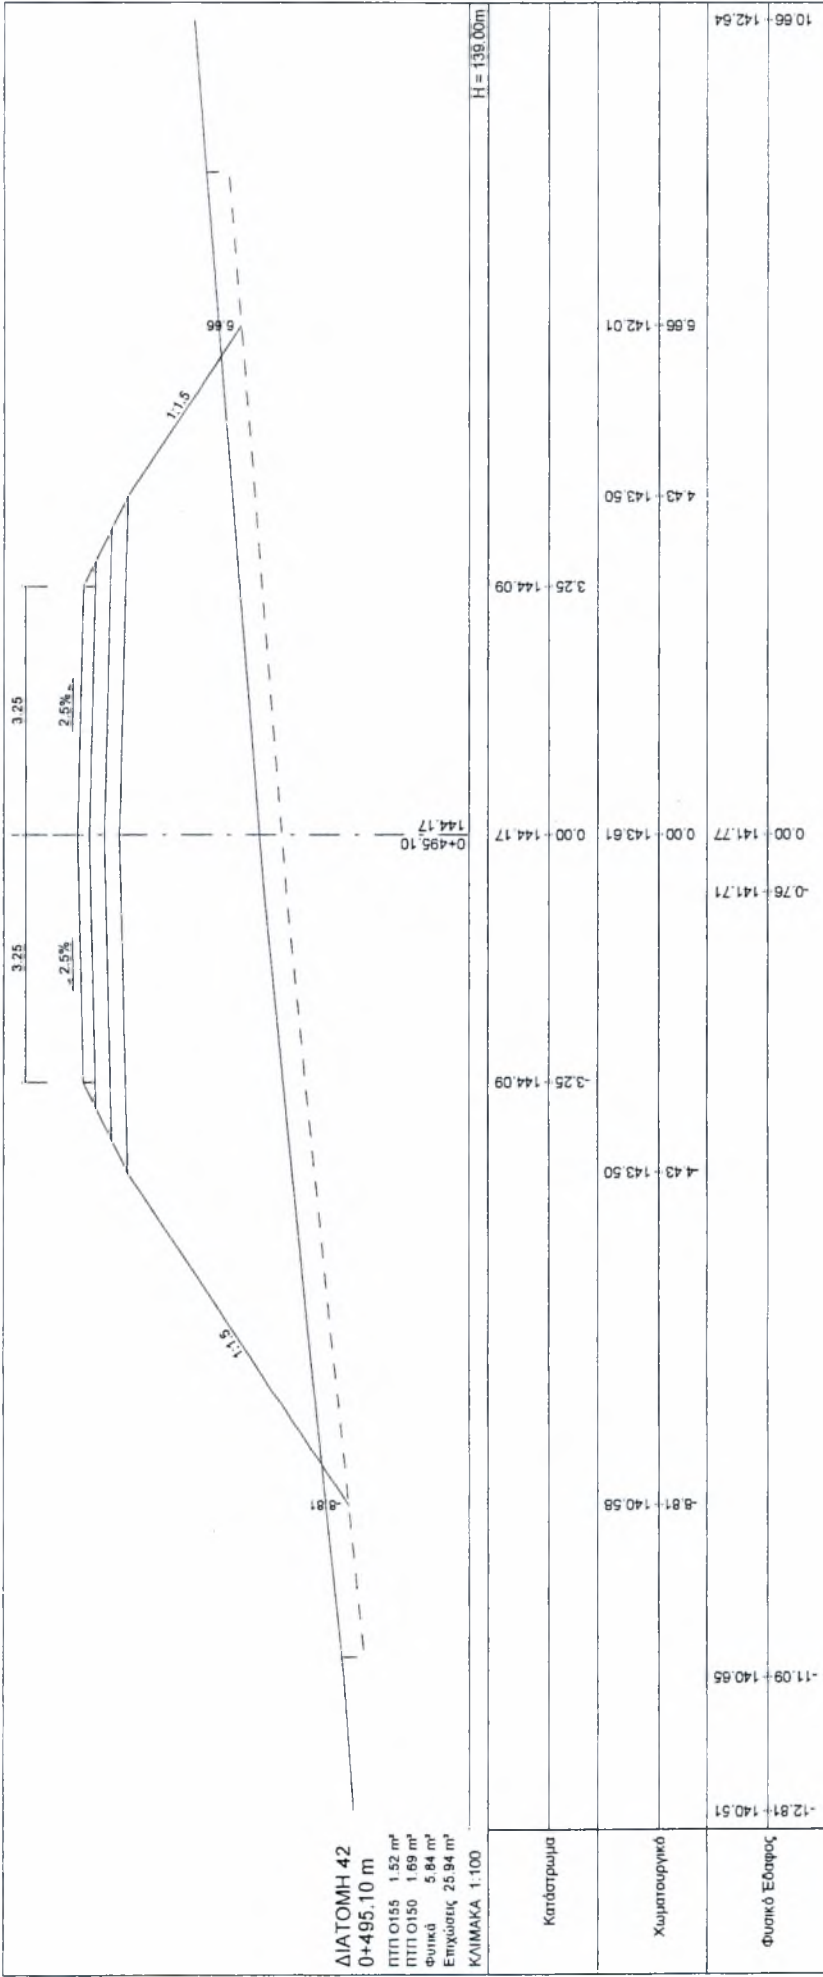 3.25
3.25
2.5%
2.5%
1:1.5
1:1.5
-8.81
6.66
0+495.10
144.17
ΔΙΑΤΟΜΗ 42
0+495.10 m
ΠΤΠ Ο155 1.52 m²
ΠΤΠ Ο150 1.69 m²
Φυτικά 5.84 m²
Επιχώσεις 25.94 m²
ΚΛΙΜΑΚΑ 1:100
H = 139.00m
Κατάστρωμα
-3.25 144.09
0.00 144.17
3.25 144.09
Χωματουργικό
-8.81 140.58
-4.43 143.50
0.00 143.61
4.43 143.50
6.66 142.01
Φυσικό Έδαφος
-12.81 140.51
-11.09 140.65
-0.76 141.71
0.00 141.77
10.66 142.64